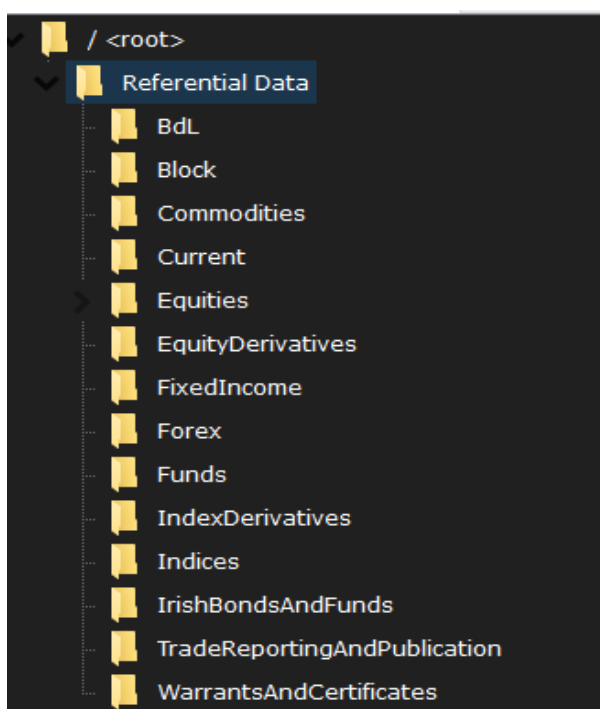 / <root>
Referential Data
BdL
Block
Commodities
Current
Equities
EquityDerivatives
FixedIncome
Forex
Funds
IndexDerivatives
Indices
IrishBondsAndFunds
TradeReportingAndPublication
WarrantsAndCertificates